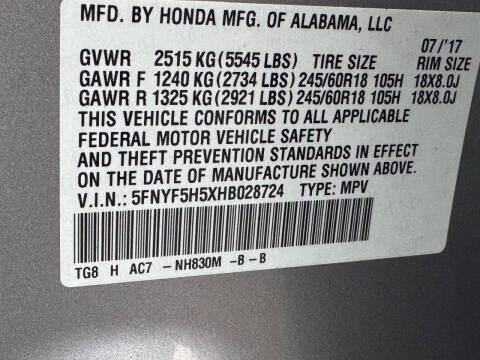 MFD. BY HONDA MFG. OF ALABAMA, LLC
07/'17
GVWR 2515 KG (5545 LBS) TIRE SIZE RIM SIZE
GAWR F 1240 KG (2734 LBS) 245/60R18 105H 18X8.0J
GAWR R 1325 KG (2921 LBS) 245/60R18 105H 18X8.0J
THIS VEHICLE CONFORMS TO ALL APPLICABLE
FEDERAL MOTOR VEHICLE SAFETY
AND THEFT PREVENTION STANDARDS IN EFFECT
ON THE DATE OF MANUFACTURE SHOWN ABOVE.
V.I.N.: 5FNYF5H5XHB028724 TYPE: MPV
TG8 H AC7 -NH830M -B-B